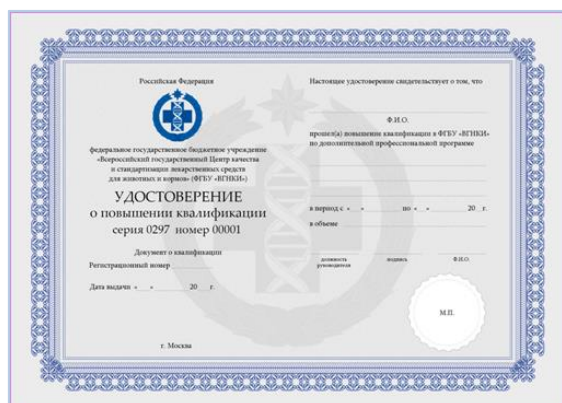 Российская Федерация
федеральное государственное бюджетное учреждение
«Всероссийский государственный Центр качества
и стандартизации лекарственных средств
для животных и кормов» (ФГБУ «ВГНКИ»)
УДОСТОВЕРЕНИЕ
о повышении квалификации
серия 0297 номер 00001
Документ о квалификации
Регистрационный номер
Дата выдачи « » 20 г.
г. Москва
Настоящее удостоверение свидетельствует о том, что
Ф.И.О.
прошел(а) повышение квалификации в ФГБУ «ВГНКИ»
по дополнительной профессиональной программе
в период с « » по « » 20 г.
в объеме
должность подпись Ф.И.О.
руководителя
М.П.